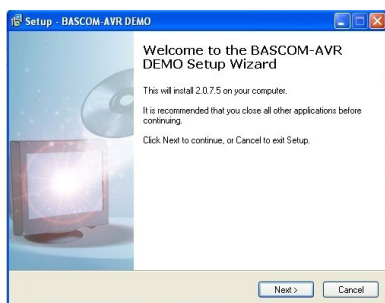 Setup - BASCOM-AVR DEMO
Welcome to the BASCOM-AVR
DEMO Setup Wizard
This will install 2.0.7.5 on your computer.
It is recommended that you close all other applications before
continuing.
Click Next to continue, or Cancel to exit Setup.
Next >
Cancel